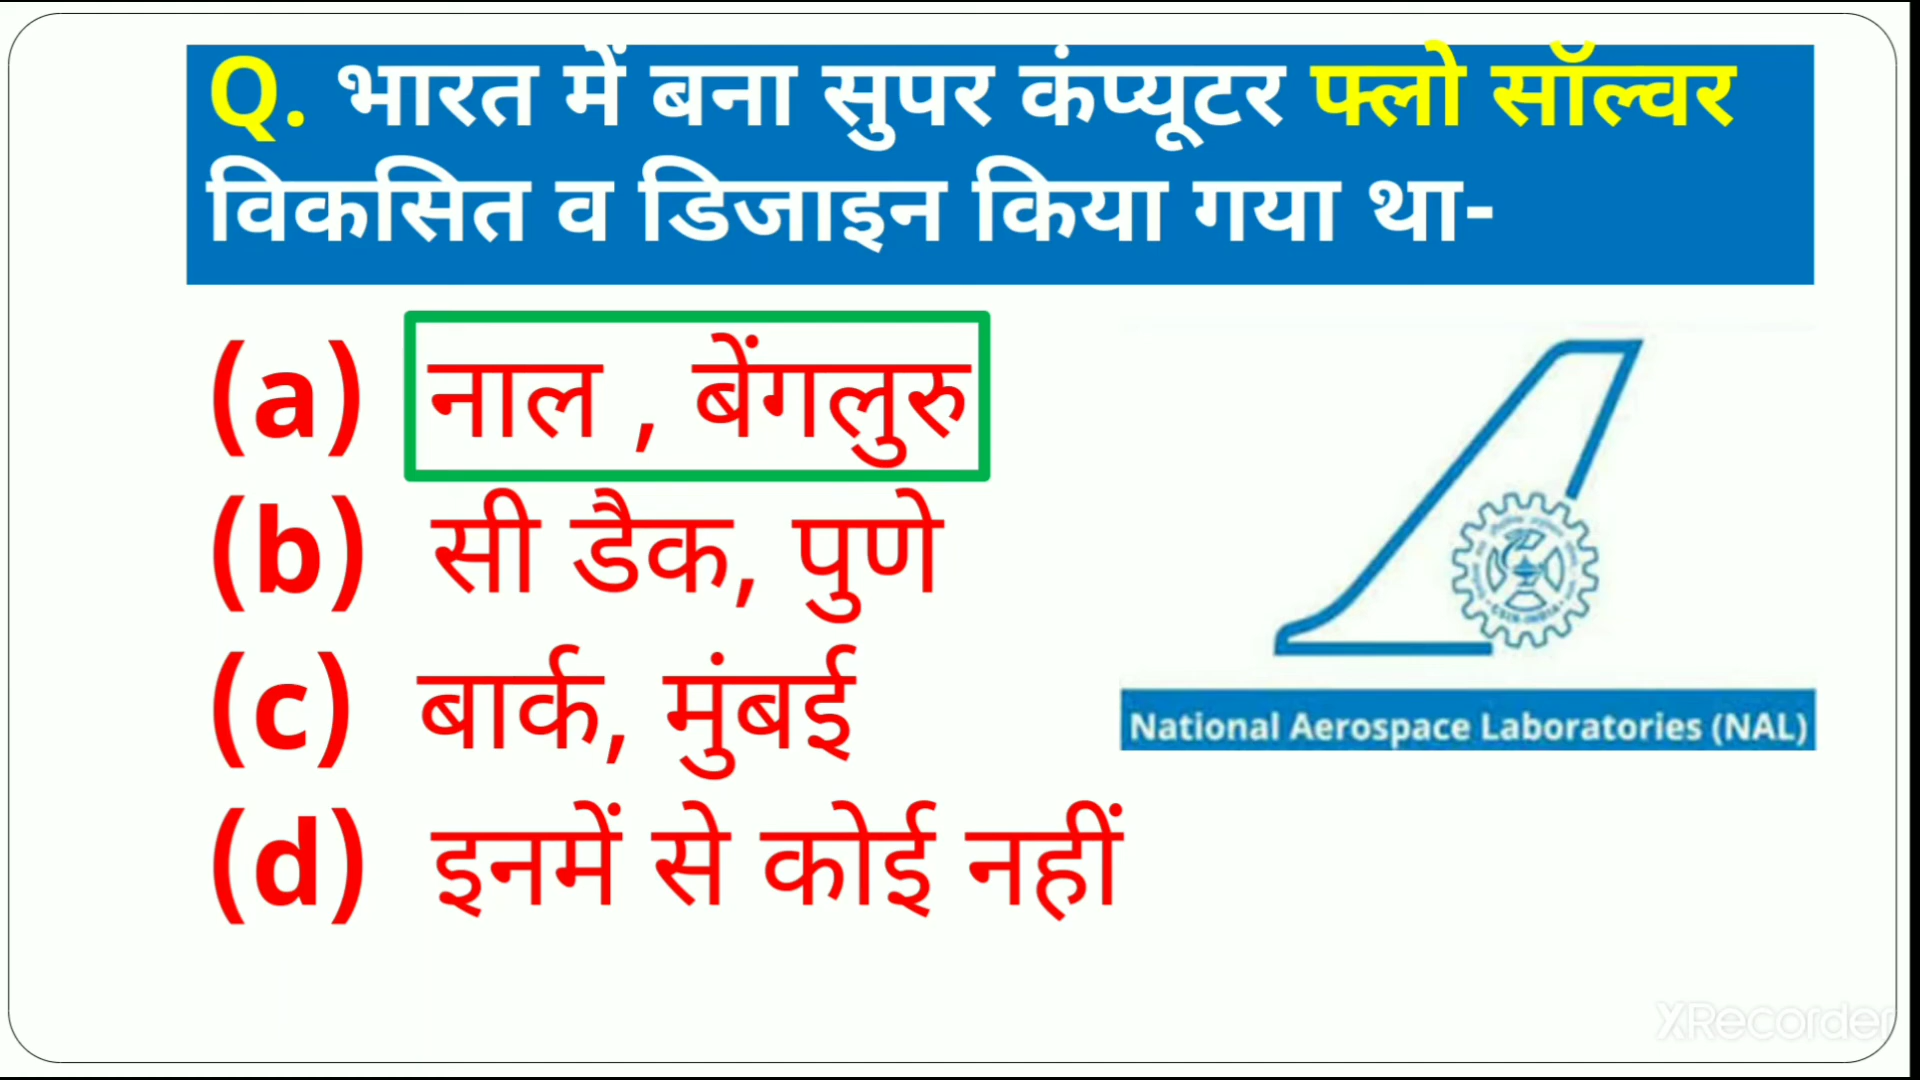 Q. भारत में बना सुपर कंप्यूटर फ्लो सॉल्वर
विकसित व डिजाइन किया गया था-
(a) नाल , बेंगलुरु
(b) सी डैक, पुणे
(c) बार्क, मुंबई
(d) इनमें से कोई नहीं
National Aerospace Laboratories (NAL)
XRecorder